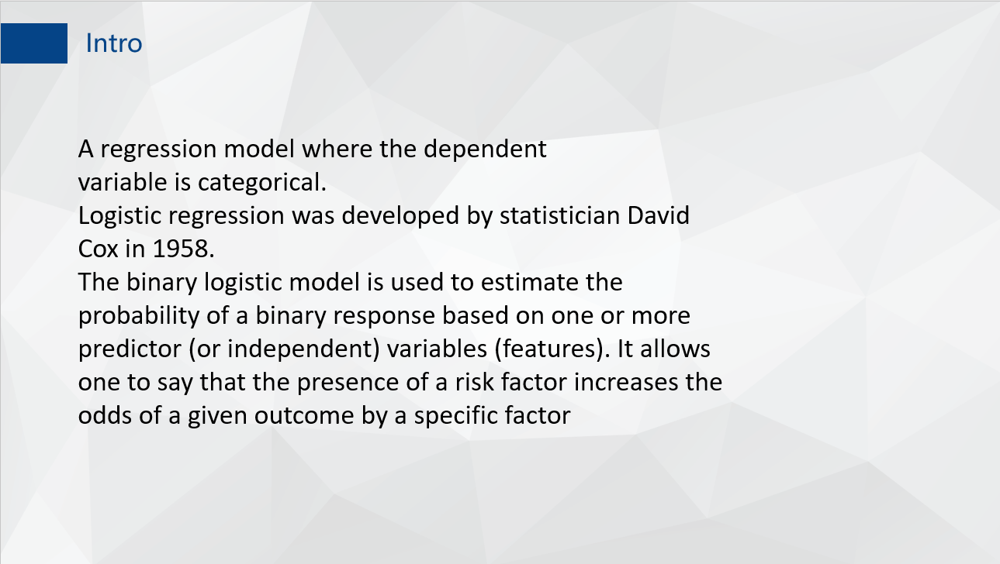 Intro
A regression model where the dependent
variable is categorical.
Logistic regression was developed by statistician David
Cox in 1958.
The binary logistic model is used to estimate the
probability of a binary response based on one or more
predictor (or independent) variables (features). It allows
one to say that the presence of a risk factor increases the
odds of a given outcome by a specific factor